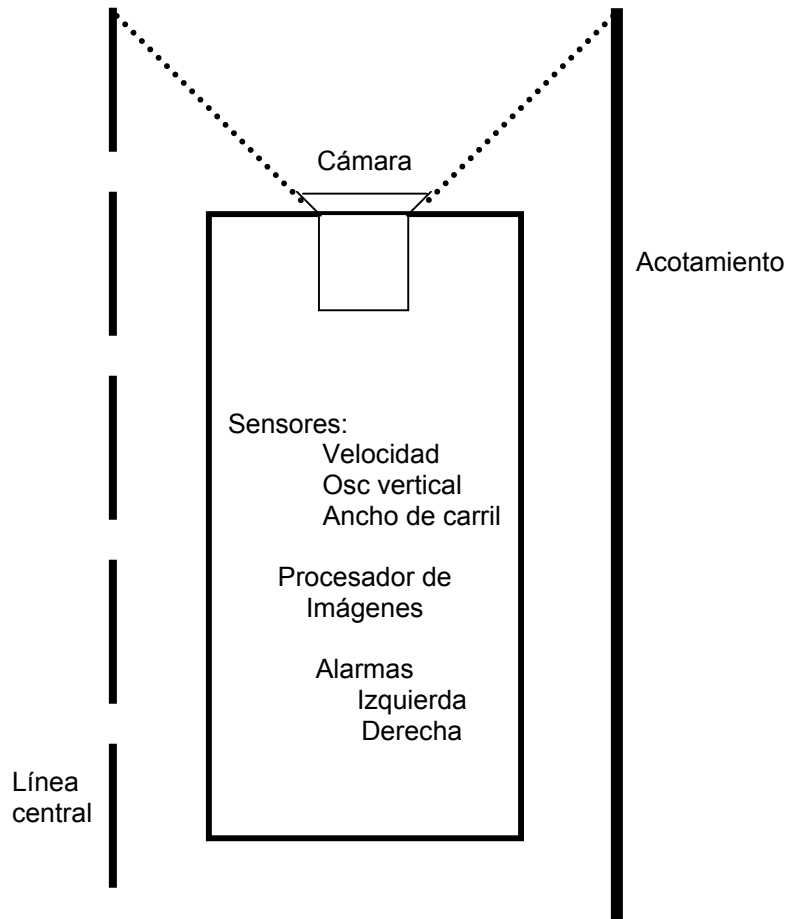 Cámara
Acotamiento
Sensores:
Velocidad
Osc vertical
Ancho de carril
Procesador de
Imágenes
Alarmas
Izquierda
Derecha
Línea
central